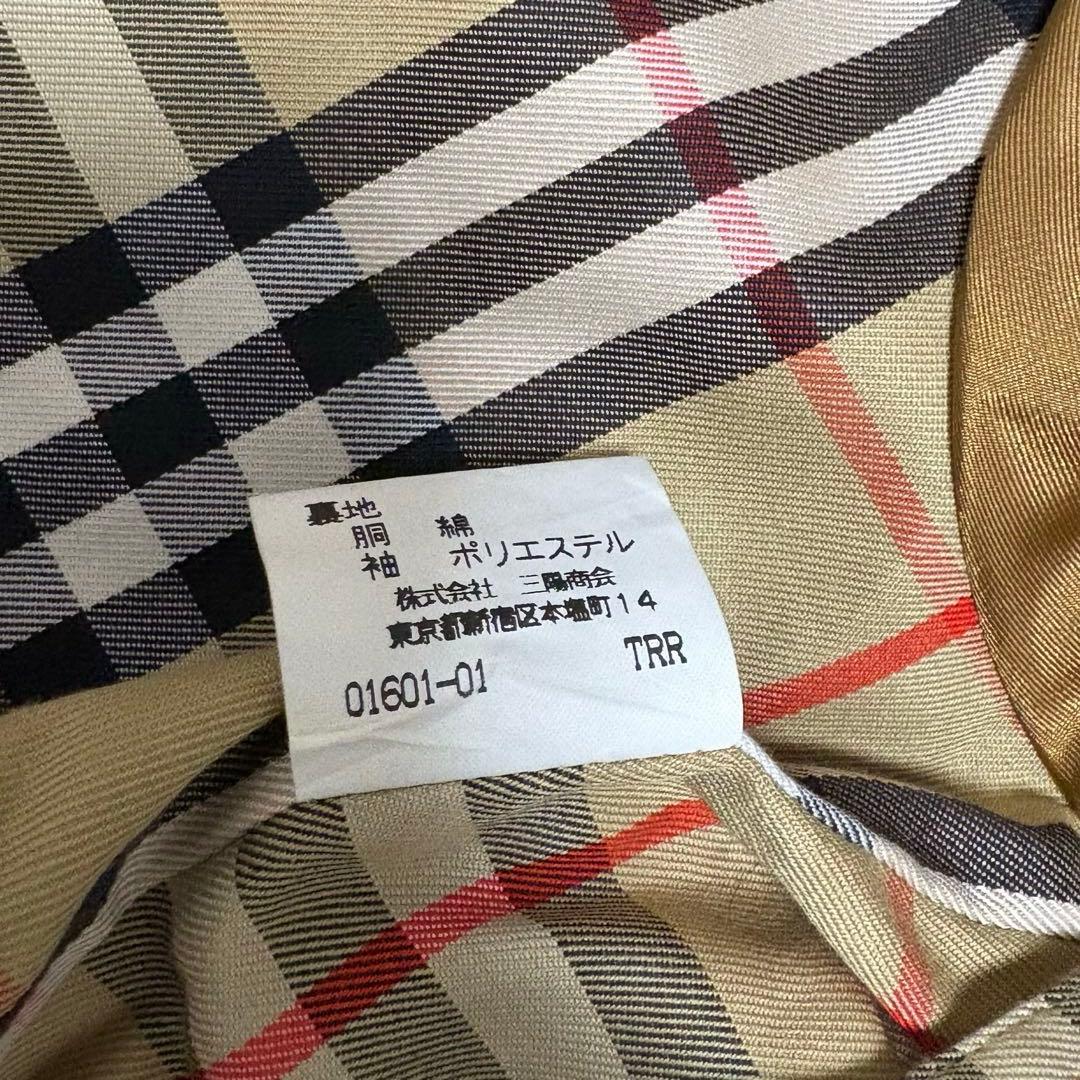 裏地
胴 綿
袖 ポリエステル
株式会社 三陽商会
東京都新宿区本塩町14
TRR
01601-01